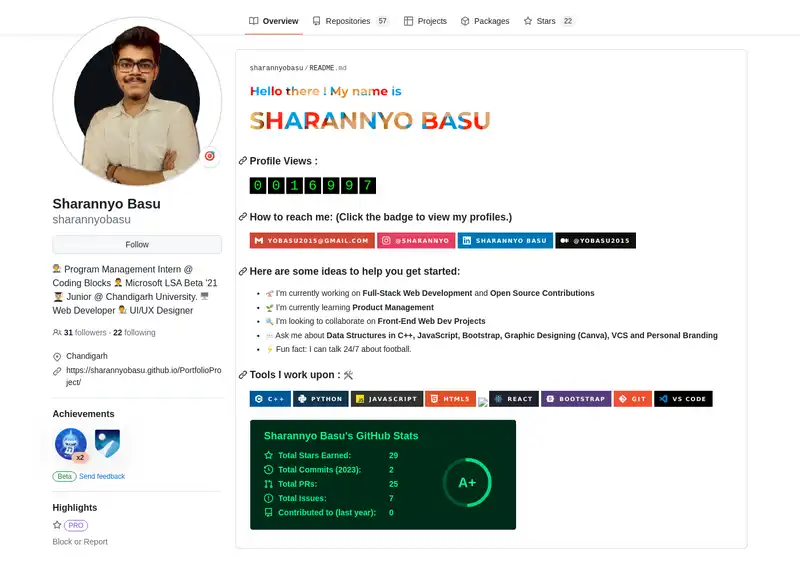 Overview
Repositories 57
Projects
Packages
Stars 22
Sharannyo Basu
sharannyobasu
Follow
Program Management Intern @
Coding Blocks Microsoft LSA Beta '21
Junior @ Chandigarh University.
Web Developer UI/UX Designer
31 followers · 22 following
Chandigarh
https://sharannyobasu.github.io/PortfolioPro
ject/
Achievements
x2
Beta Send feedback
Highlights
PRO
Block or Report
sharannyobasu/README.md
Hello there ! My name is
SHARANNYO BASU
Profile Views :
0016997
How to reach me: (Click the badge to view my profiles.)
YOBASU2015@GMAIL.COM @SHARANNYO SHARANNYO BASU @YOBASU2015
Here are some ideas to help you get started:
I'm currently working on Full-Stack Web Development and Open Source Contributions
I'm currently learning Product Management
I'm looking to collaborate on Front-End Web Dev Projects
Ask me about Data Structures in C++, JavaScript, Bootstrap, Graphic Designing (Canva), VCS and Personal Branding
Fun fact: I can talk 24/7 about football.
Tools I work upon :
C++ PYTHON JAVASCRIPT HTML5 REACT BOOTSTRAP GIT VS CODE
Sharannyo Basu's GitHub Stats
Total Stars Earned: 29
Total Commits (2023): 2
Total PRs: 25
Total Issues: 7
Contributed to (last year): 0
A+